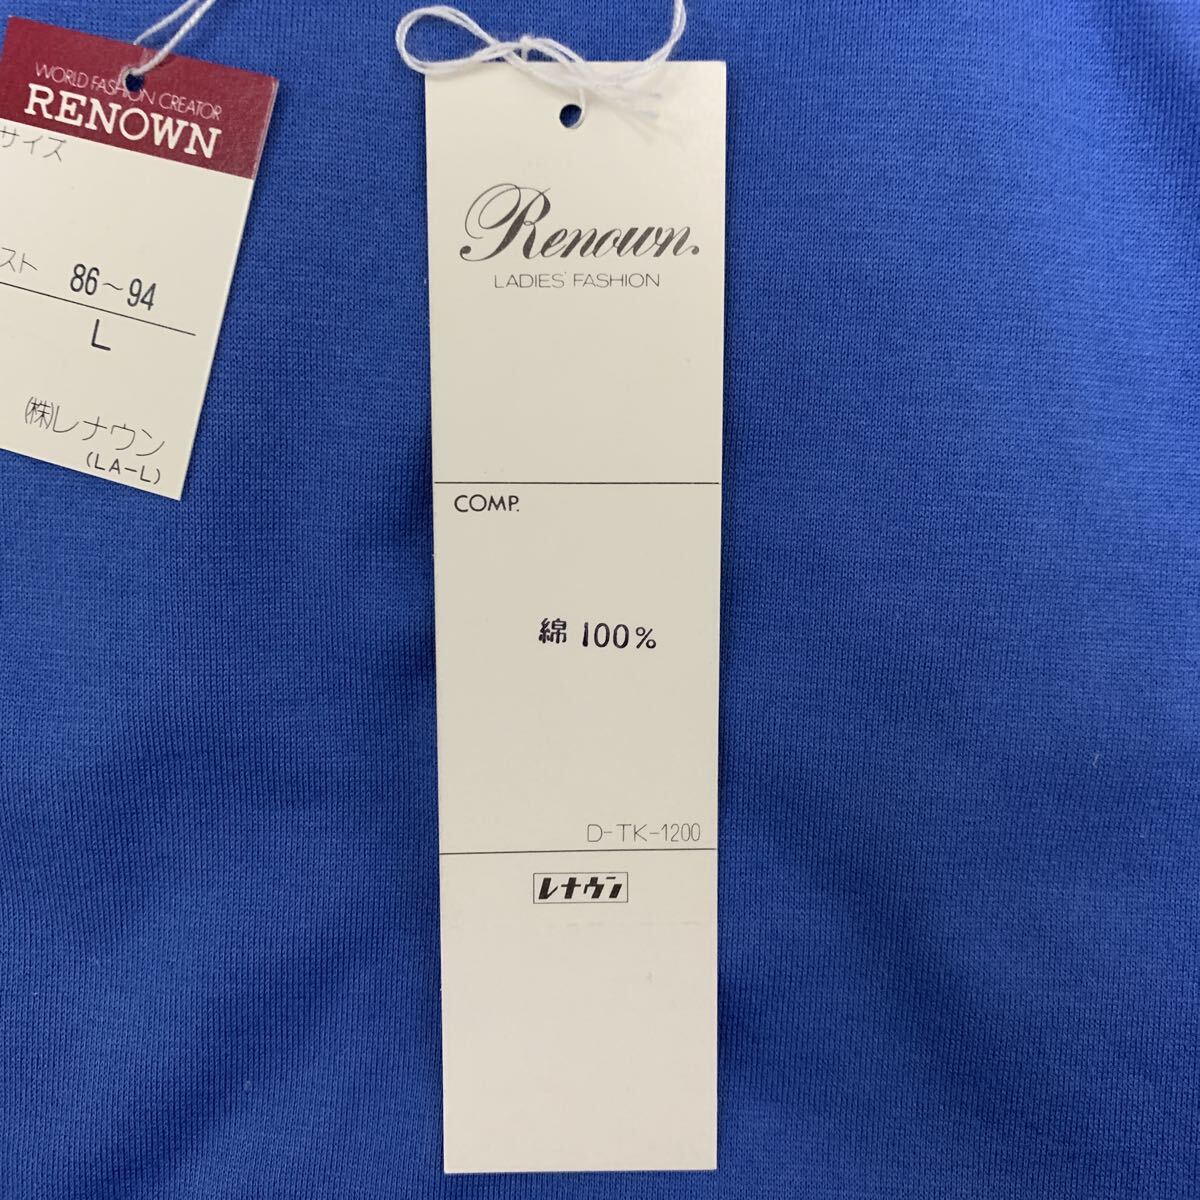 WORLD FASHION CREATOR
RENOWN
サイズ
スト 86～94
L
(株)レナウン
(LA-L)
Renown.
LADIES' FASHION
COMP.
綿 100%
D-TK-1200
レナウン